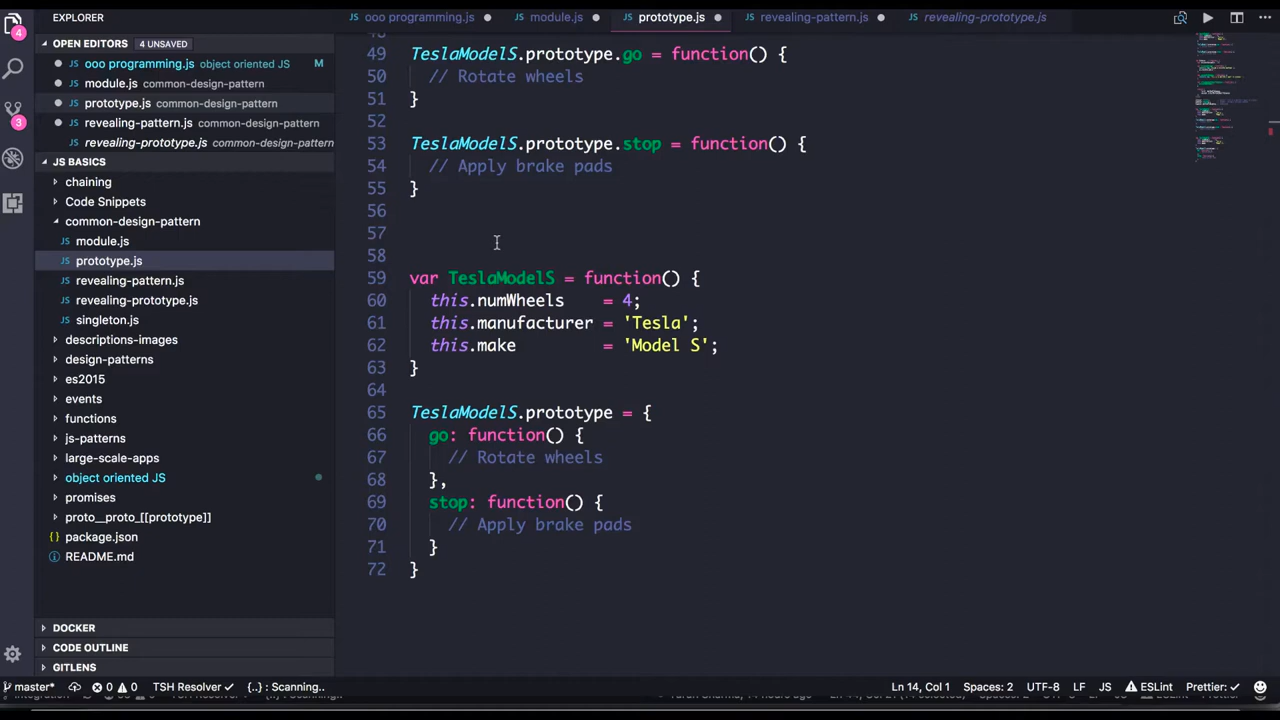 EXPLORER
ooo programming.js
module.js
prototype.js
revealing-pattern.js
revealing-prototype.js
4
OPEN EDITORS 4 UNSAVED
ooo programming.js object oriented JS M
module.js common-design-pattern
prototype.js common-design-pattern
revealing-pattern.js common-design-pattern
revealing-prototype.js common-design-pattern
3
JS BASICS
chaining
Code Snippets
common-design-pattern
JS module.js
JS prototype.js
JS revealing-pattern.js
JS revealing-prototype.js
JS singleton.js
descriptions-images
design-patterns
es2015
events
functions
js-patterns
large-scale-apps
object oriented JS
promises
proto__proto_[[prototype]]
{} package.json
README.md
DOCKER
CODE OUTLINE
GITLENS
49 TeslaModelS.prototype.go = function() {
50 // Rotate wheels
51 }
52
53 TeslaModelS.prototype.stop = function() {
54 // Apply brake pads
55 }
56
57
58
59 var TeslaModelS = function() {
60 this.numWheels = 4;
61 this.manufacturer = 'Tesla';
62 this.make = 'Model S';
63 }
64
65 TeslaModelS.prototype = {
66 go: function() {
67 // Rotate wheels
68 },
69 stop: function() {
70 // Apply brake pads
71 }
72 }
master* 0 0 TSH Resolver {..} : Scanning.. Ln 14, Col 1 Spaces: 2 UTF-8 LF JS ESLint Prettier: